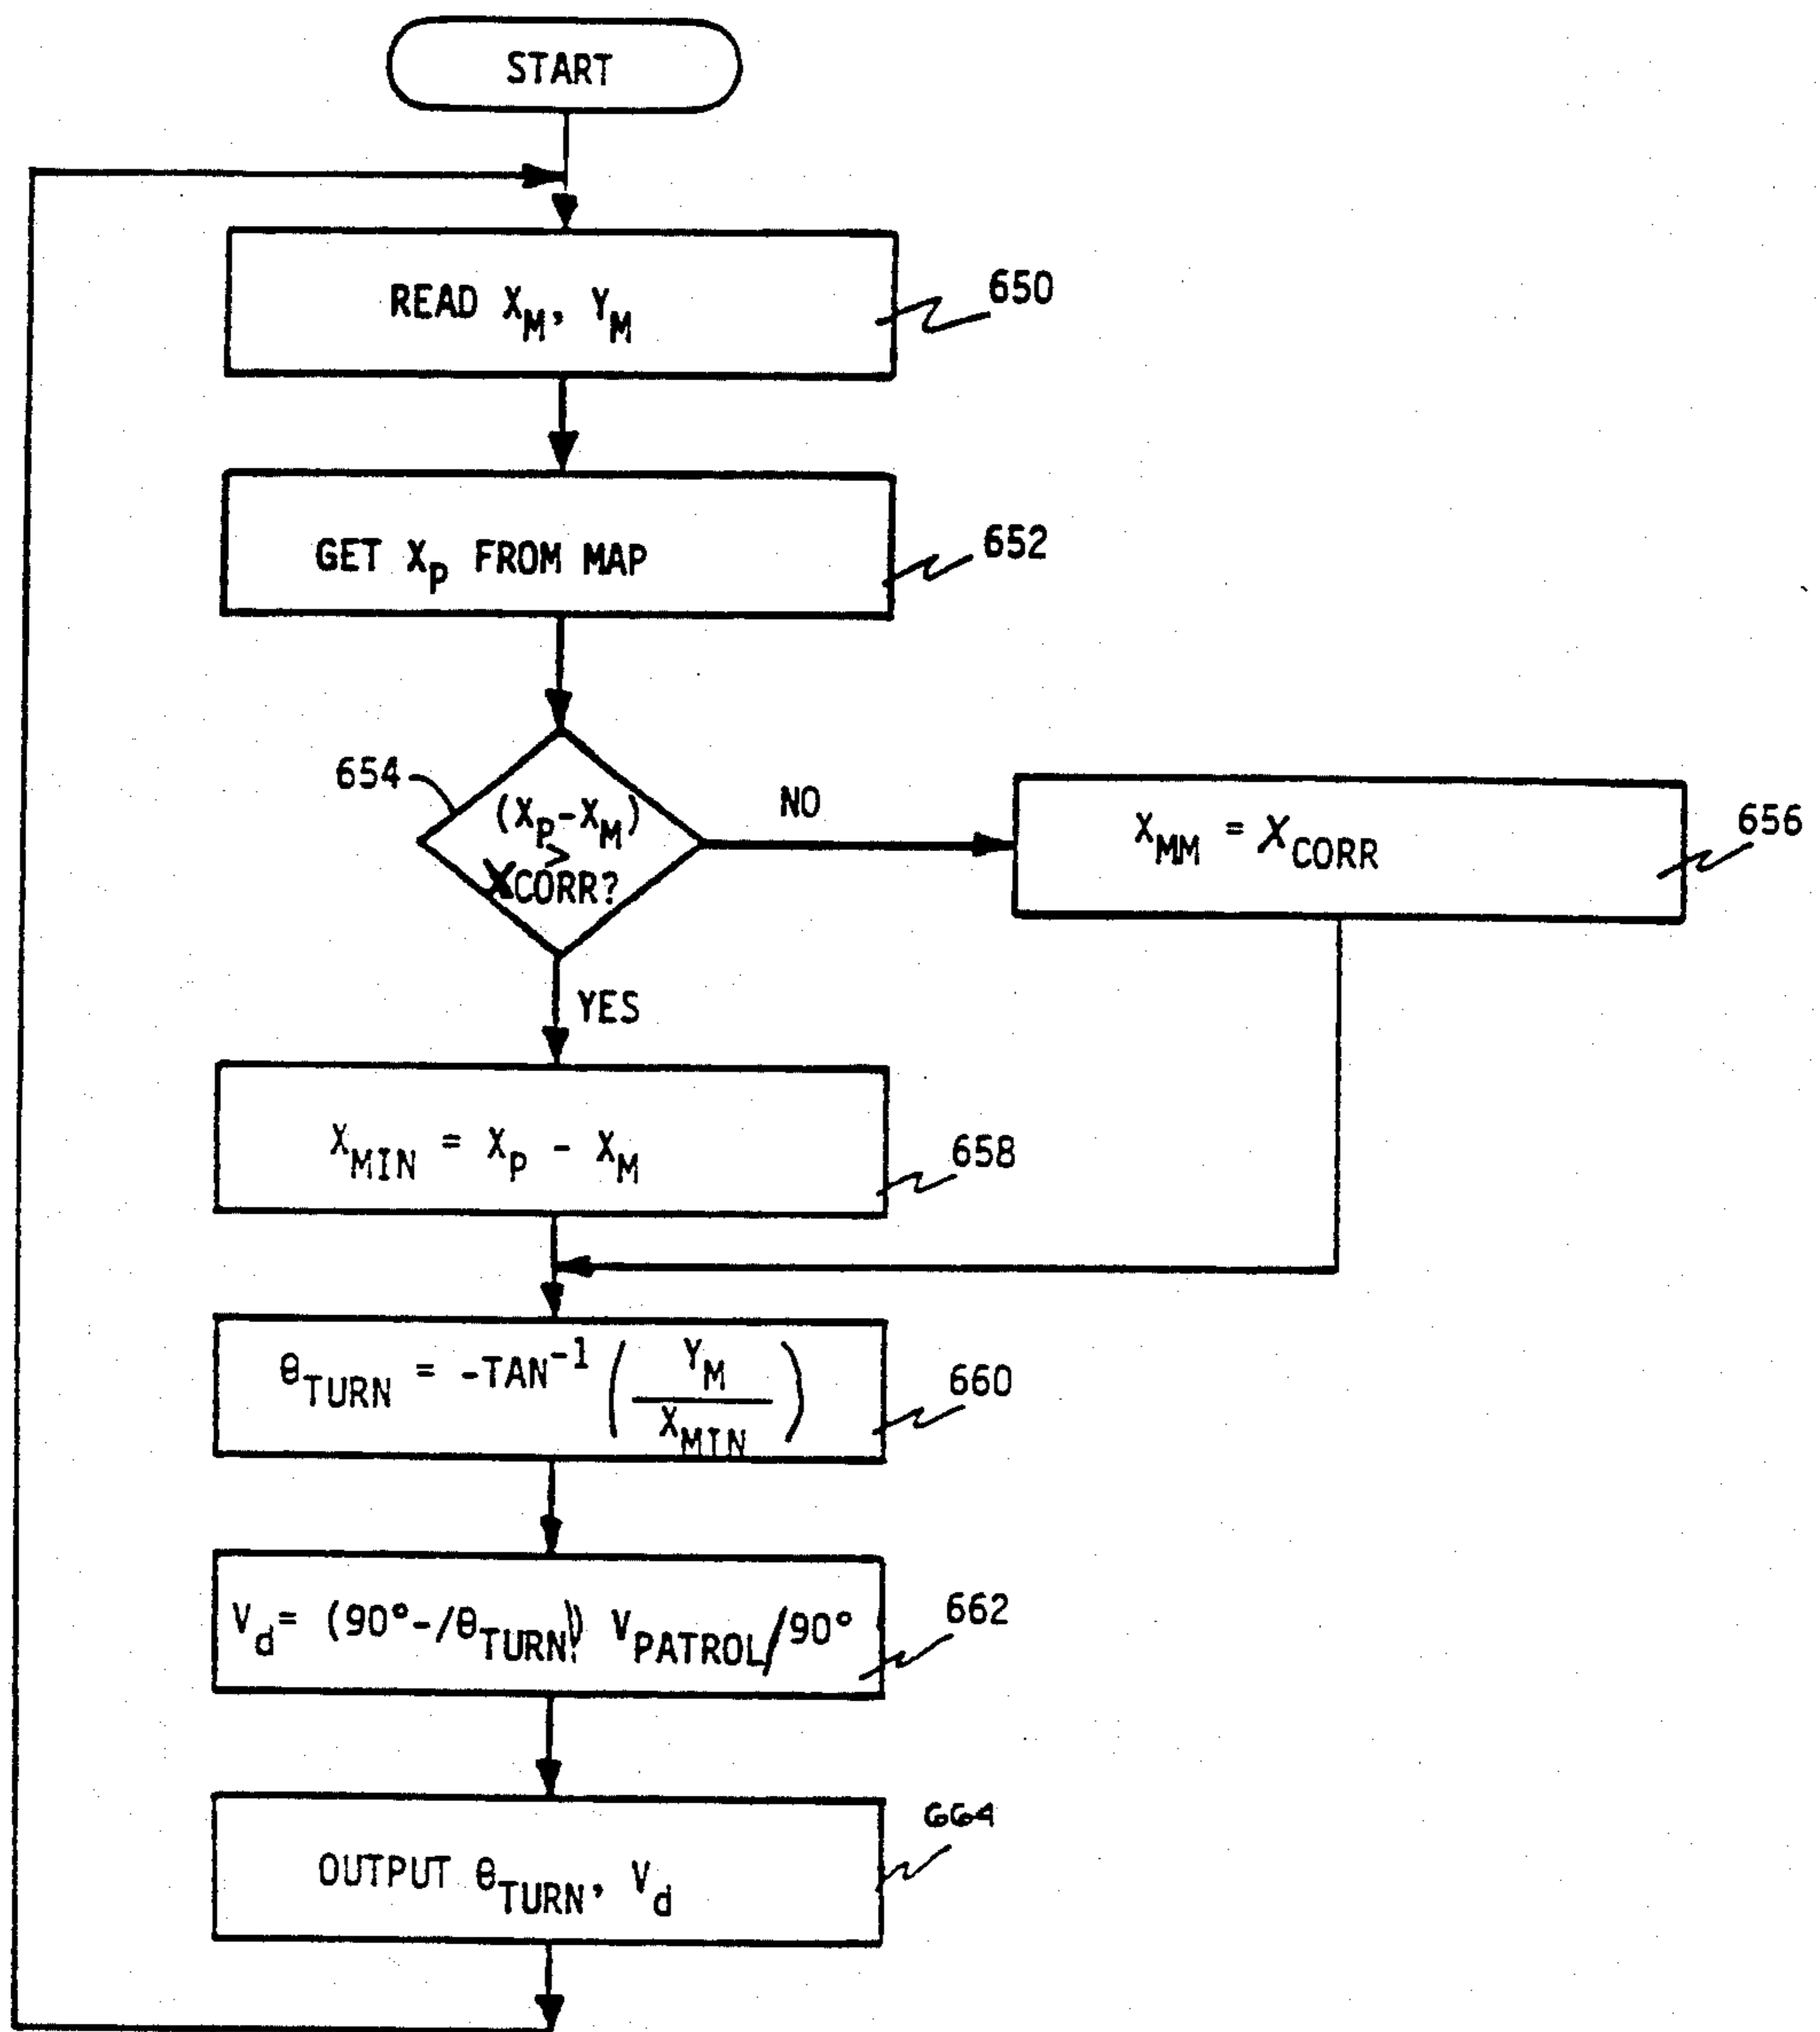 START
READ X_M, Y_M
650
GET X_P FROM MAP
652
654
(X_P-X_M)
>
X_CORR?
NO
X_MM = X_CORR
656
YES
X_MIN = X_P - X_M
658
θ_TURN = -TAN^-1 (Y_M / X_MIN)
660
V_d= (90°-/θ_TURN/) V_PATROL/90°
662
OUTPUT θ_TURN, V_d
664